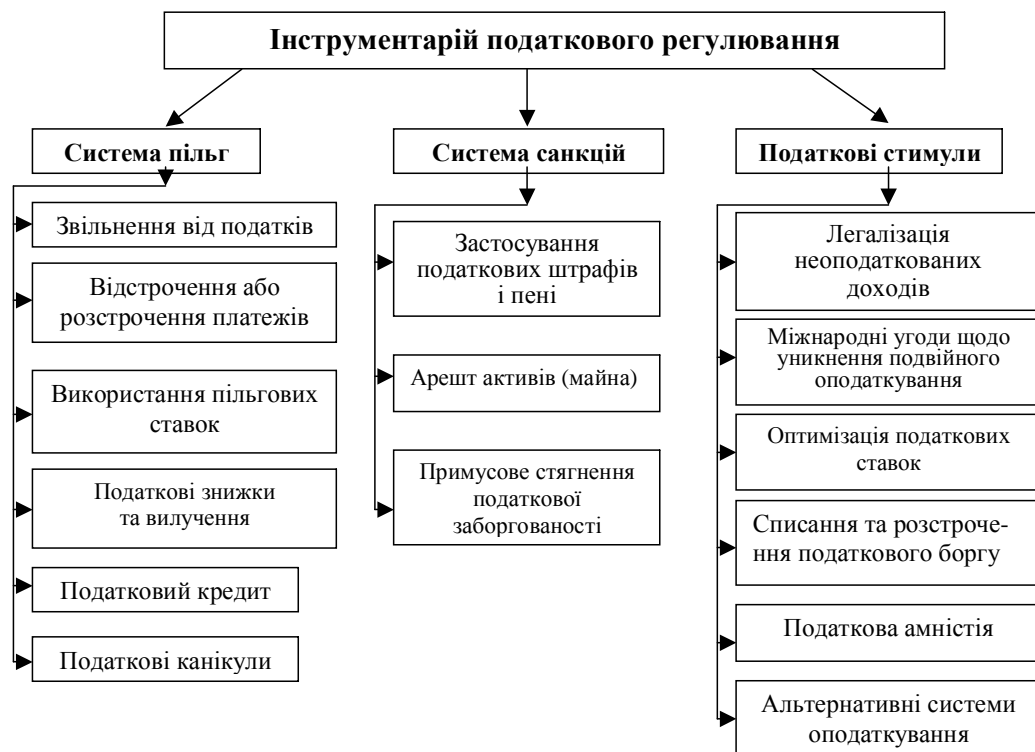 Інструментарій податкового регулювання
Система пільг
Звільнення від податків
Відстрочення або
розстрочення платежів
Використання пільгових
ставок
Податкові знижки
та вилучення
Податковий кредит
Податкові канікули
Система санкцій
Застосування
податкових штрафів
і пені
Арешт активів (майна)
Примусове стягнення
податкової
заборгованості
Податкові стимули
Легалізація
неоподаткованих
доходів
Міжнародні угоди щодо
уникнення подвійного
оподаткування
Оптимізація податкових
ставок
Списання та розстроче-
ння податкового боргу
Податкова амністія
Альтернативні системи
оподаткування